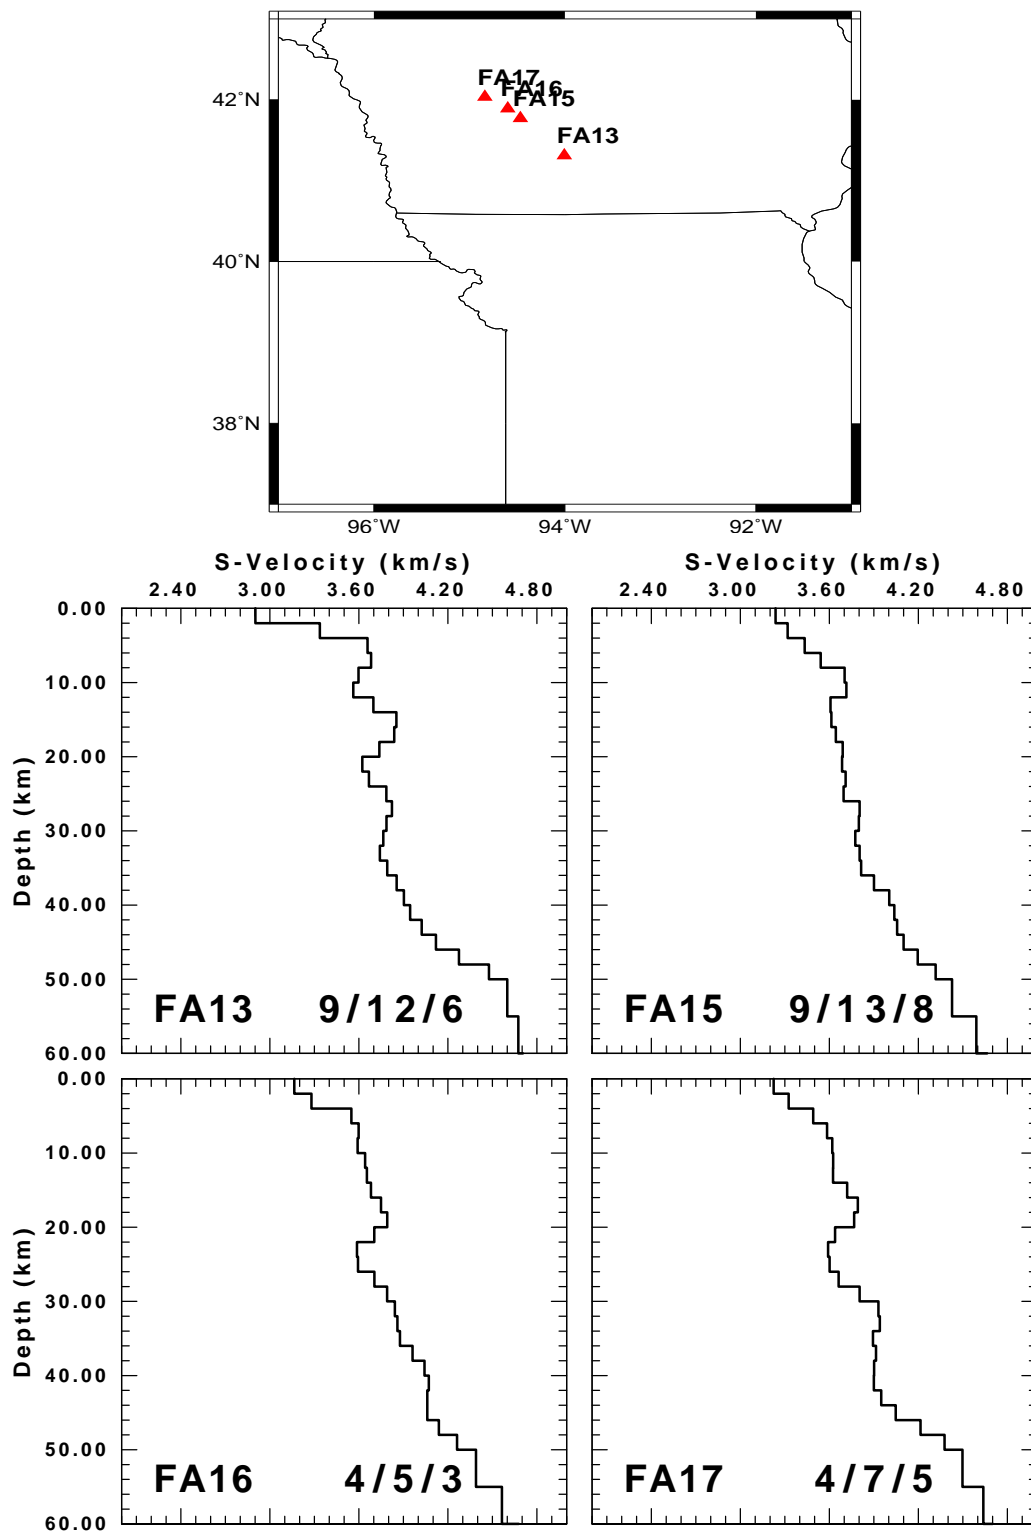 FA17
FA16
FA15
FA13
42°N
40°N
38°N
96°W 94°W 92°W
S-Velocity (km/s) S-Velocity (km/s)
2.40 3.00 3.60 4.20 4.80 2.40 3.00 3.60 4.20 4.80
0.00
10.00
20.00
30.00
40.00
50.00
60.00
Depth (km)
FA13 9/12/6
FA15 9/13/8
0.00
10.00
20.00
30.00
40.00
50.00
60.00
Depth (km)
FA16 4/5/3
FA17 4/7/5